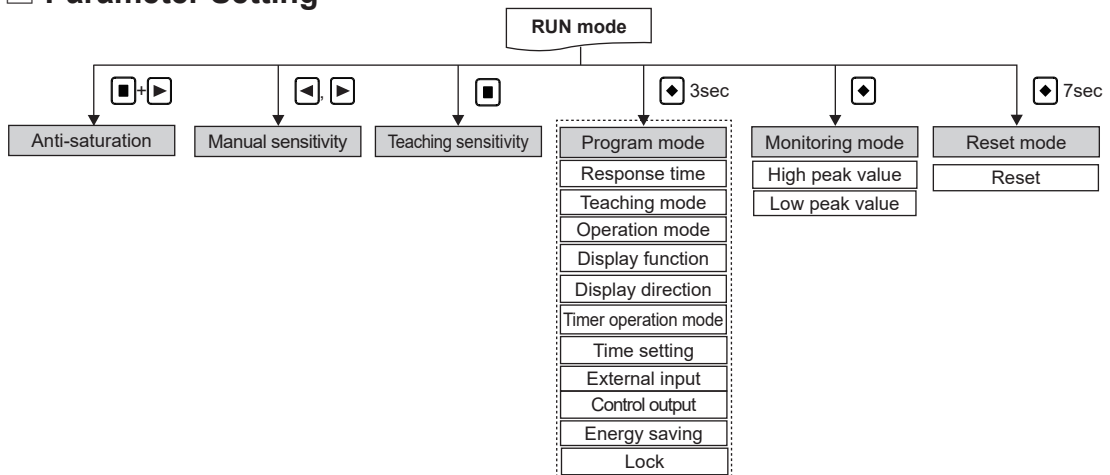 Parameter Setting
RUN mode
■+▶
◀, ▶
■
◆ 3sec
◆
◆ 7sec
Anti-saturation
Manual sensitivity
Teaching sensitivity
Program mode
Monitoring mode
Reset mode
Response time
High peak value
Reset
Teaching mode
Low peak value
Operation mode
Display function
Display direction
Timer operation mode
Time setting
External input
Control output
Energy saving
Lock